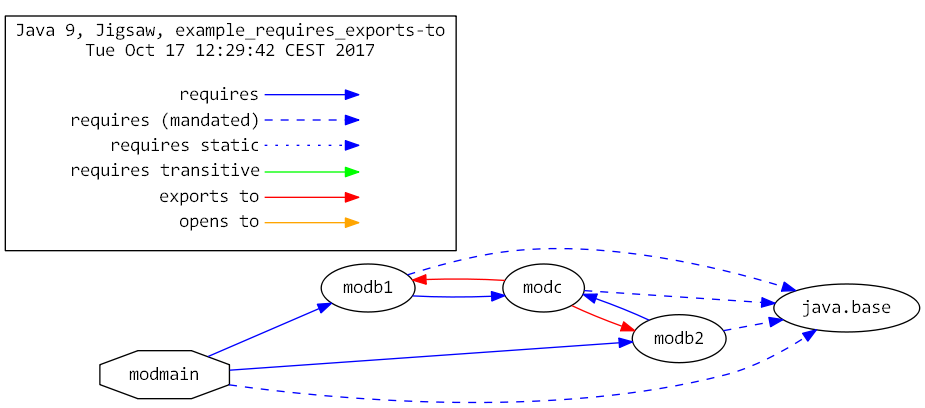 Java 9, Jigsaw, example_requires_exports-to
Tue Oct 17 12:29:42 CEST 2017
requires
requires (mandated)
requires static
requires transitive
exports to
opens to
modb1
modc
java.base
modb2
modmain